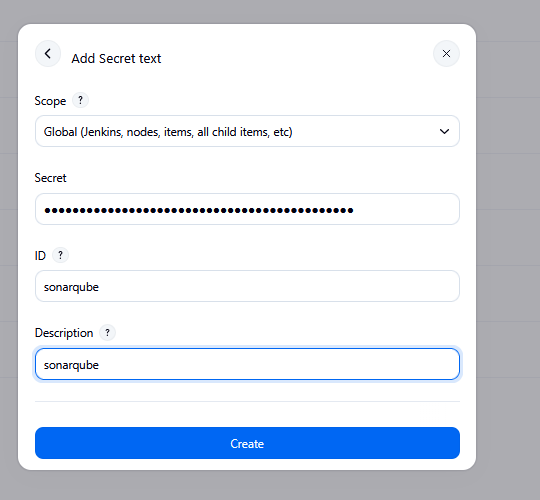 Add Secret text
Scope ?
Global (Jenkins, nodes, items, all child items, etc)
Secret
●●●●●●●●●●●●●●●●●●●●●●●●●●●●●●●●●●●●●●●●●●●●
ID ?
sonarqube
Description ?
sonarqube
Create